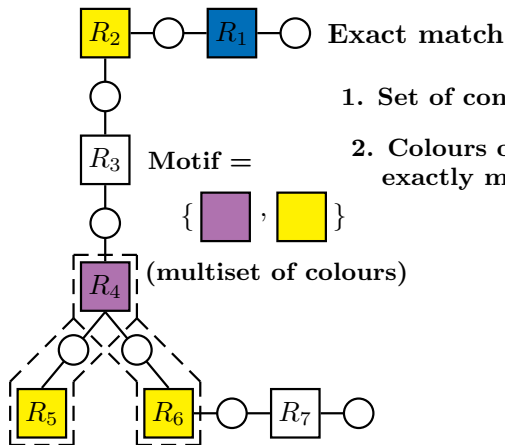 R2 R1 Exact match
1. Set of con
R3 Motif =
2. Colours o
exactly m
{ , }
R4 (multiset of colours)
R5 R6 R7